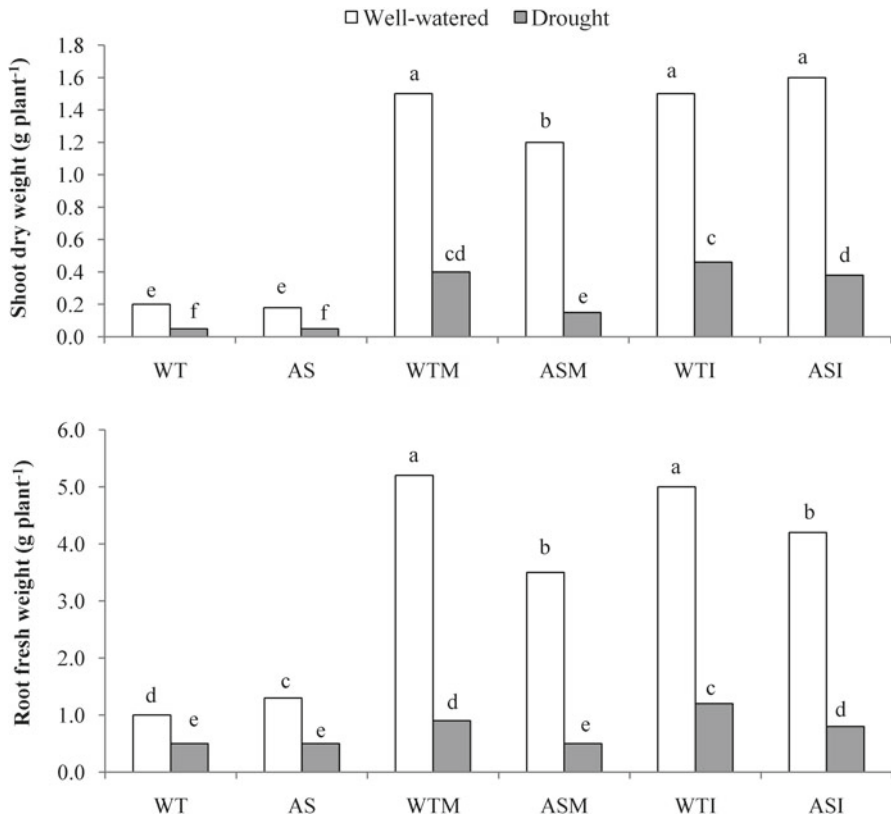 Well-watered Drought
Shoot dry weight (g plant⁻¹)
1.8
1.6
1.4
1.2
1.0
0.8
0.6
0.4
0.2
0.0
e f e f a cd b e a c a d
WT AS WTM ASM WTI ASI
Root fresh weight (g plant⁻¹)
6.0
5.0
4.0
3.0
2.0
1.0
0.0
d e c e a d b e a c b d
WT AS WTM ASM WTI ASI